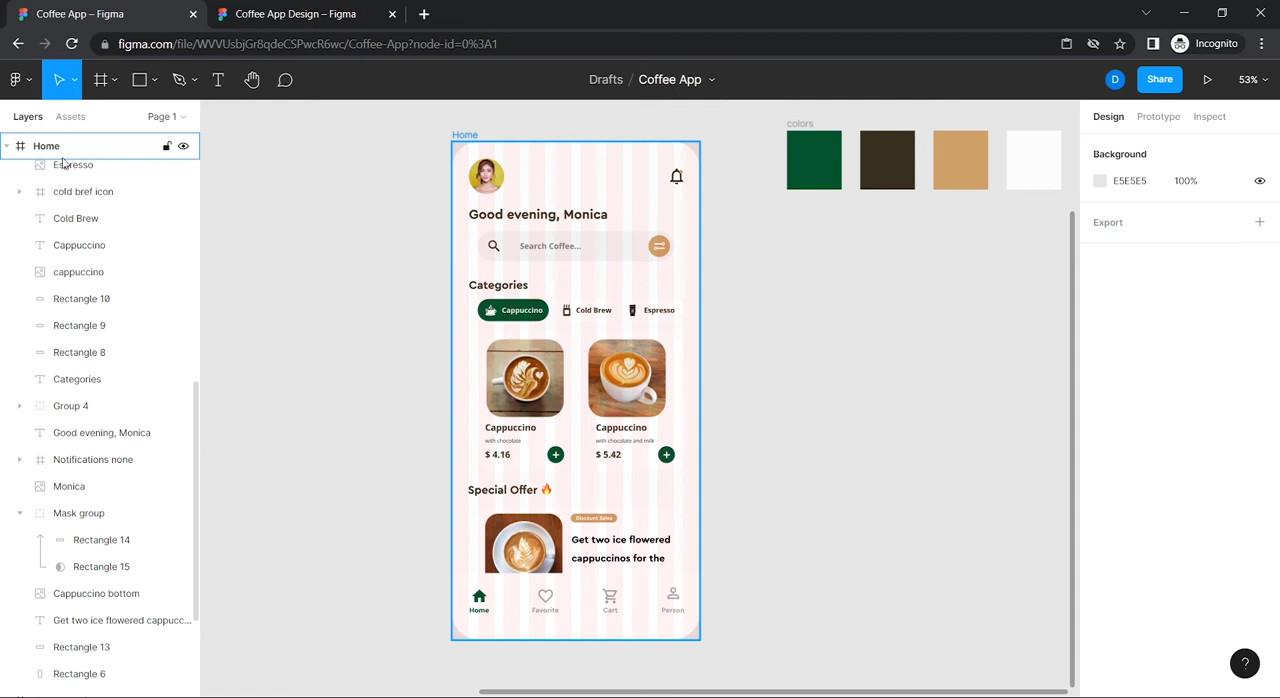 Coffee App – Figma
Coffee App Design – Figma
figma.com/file/WVVUsbjGr8qdeCSPwcR6wc/Coffee-App?node-id=0%3A1
Incognito
T
Drafts / Coffee App
D
Share
53%
Layers
Assets
Page 1
Home
Espresso
cold bref icon
Cold Brew
Cappuccino
cappuccino
Rectangle 10
Rectangle 9
Rectangle 8
Categories
Group 4
Good evening, Monica
Notifications none
Monica
Mask group
Rectangle 14
Rectangle 15
Cappuccino bottom
Get two ice flowered cappucc...
Rectangle 13
Rectangle 6
Home
Good evening, Monica
Search Coffee...
Categories
Cappuccino
Cold Brew
Espresso
Cappuccino
with chocolate
$ 4.16
Cappuccino
with chocolate and milk
$ 5.42
Special Offer 🔥
Discount Sales
Get two ice flowered
cappuccinos for the
Home
Favorite
Cart
Person
colors
Design
Prototype
Inspect
Background
E5E5E5
100%
Export
?